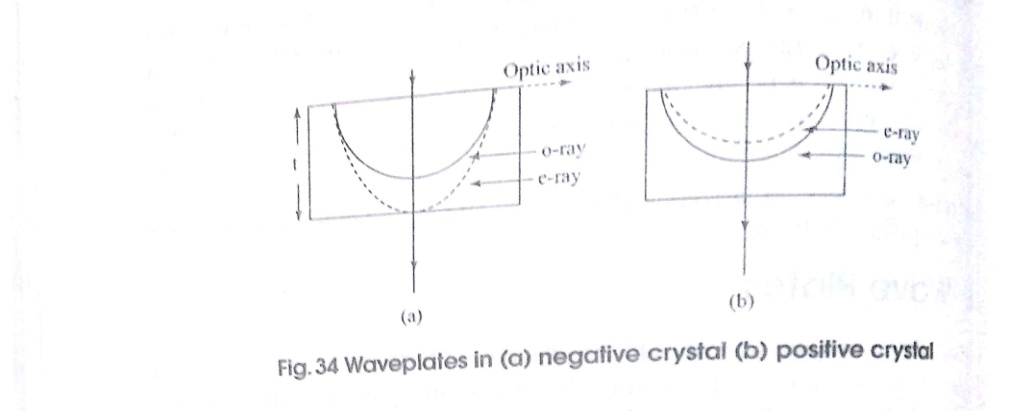 Optic axis
t
o-ray
e-ray
(a)
Optic axis
e-ray
o-ray
(b)
Fig. 34 Waveplates in (a) negative crystal (b) positive crystal